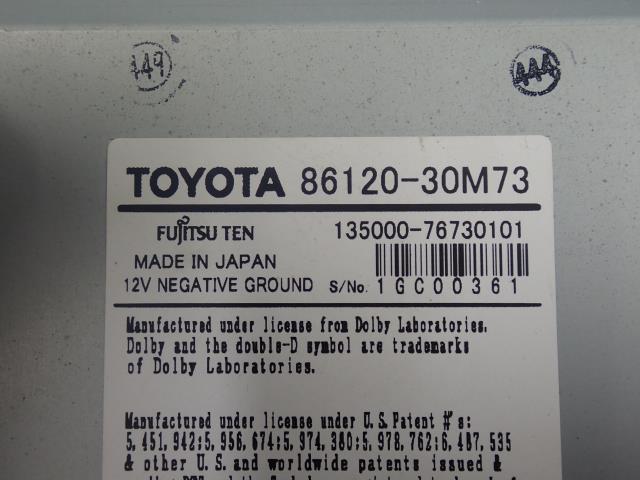 449
444
TOYOTA 86120-30M73
FUJITSU TEN 135000-76730101
MADE IN JAPAN
12V NEGATIVE GROUND S/No. 1GC00361
Manufactured under license from Dolby Laboratories.
Dolby and the double-D symbol are trademarks
of Dolby Laboratories.
Manufactured under license under U.S. Patent #'s:
5,451,942;5,956,674;5,974,380;5,978,762;6,487,535
& other U.S. and worldwide patents issued &